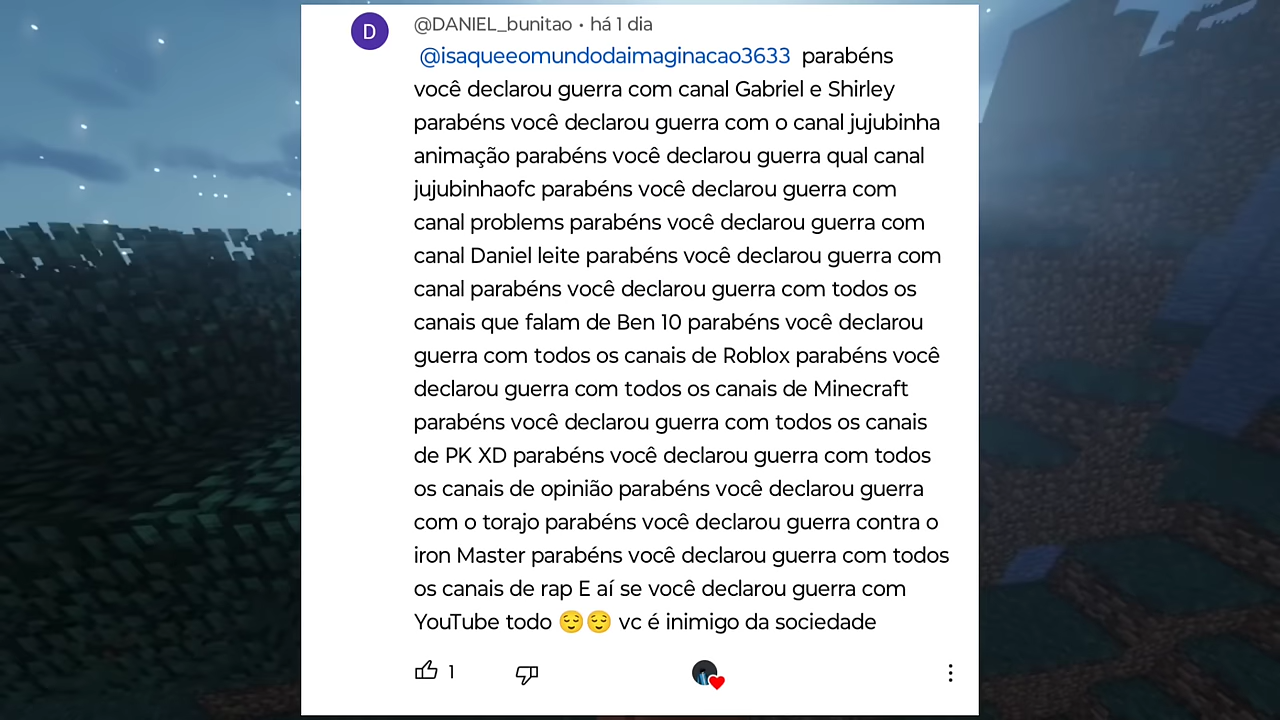 D
@DANIEL_bunitao • há 1 dia
@isaqueeomundodaimaginacao3633 parabéns
você declarou guerra com canal Gabriel e Shirley
parabéns você declarou guerra com o canal jujubinha
animação parabéns você declarou guerra qual canal
jujubinhaofc parabéns você declarou guerra com
canal problems parabéns você declarou guerra com
canal Daniel leite parabéns você declarou guerra com
canal parabéns você declarou guerra com todos os
canais que falam de Ben 10 parabéns você declarou
guerra com todos os canais de Roblox parabéns você
declarou guerra com todos os canais de Minecraft
parabéns você declarou guerra com todos os canais
de PK XD parabéns você declarou guerra com todos
os canais de opinião parabéns você declarou guerra
com o torajo parabéns você declarou guerra contra o
iron Master parabéns você declarou guerra com todos
os canais de rap E aí se você declarou guerra com
YouTube todo 😌😌 vc é inimigo da sociedade
1